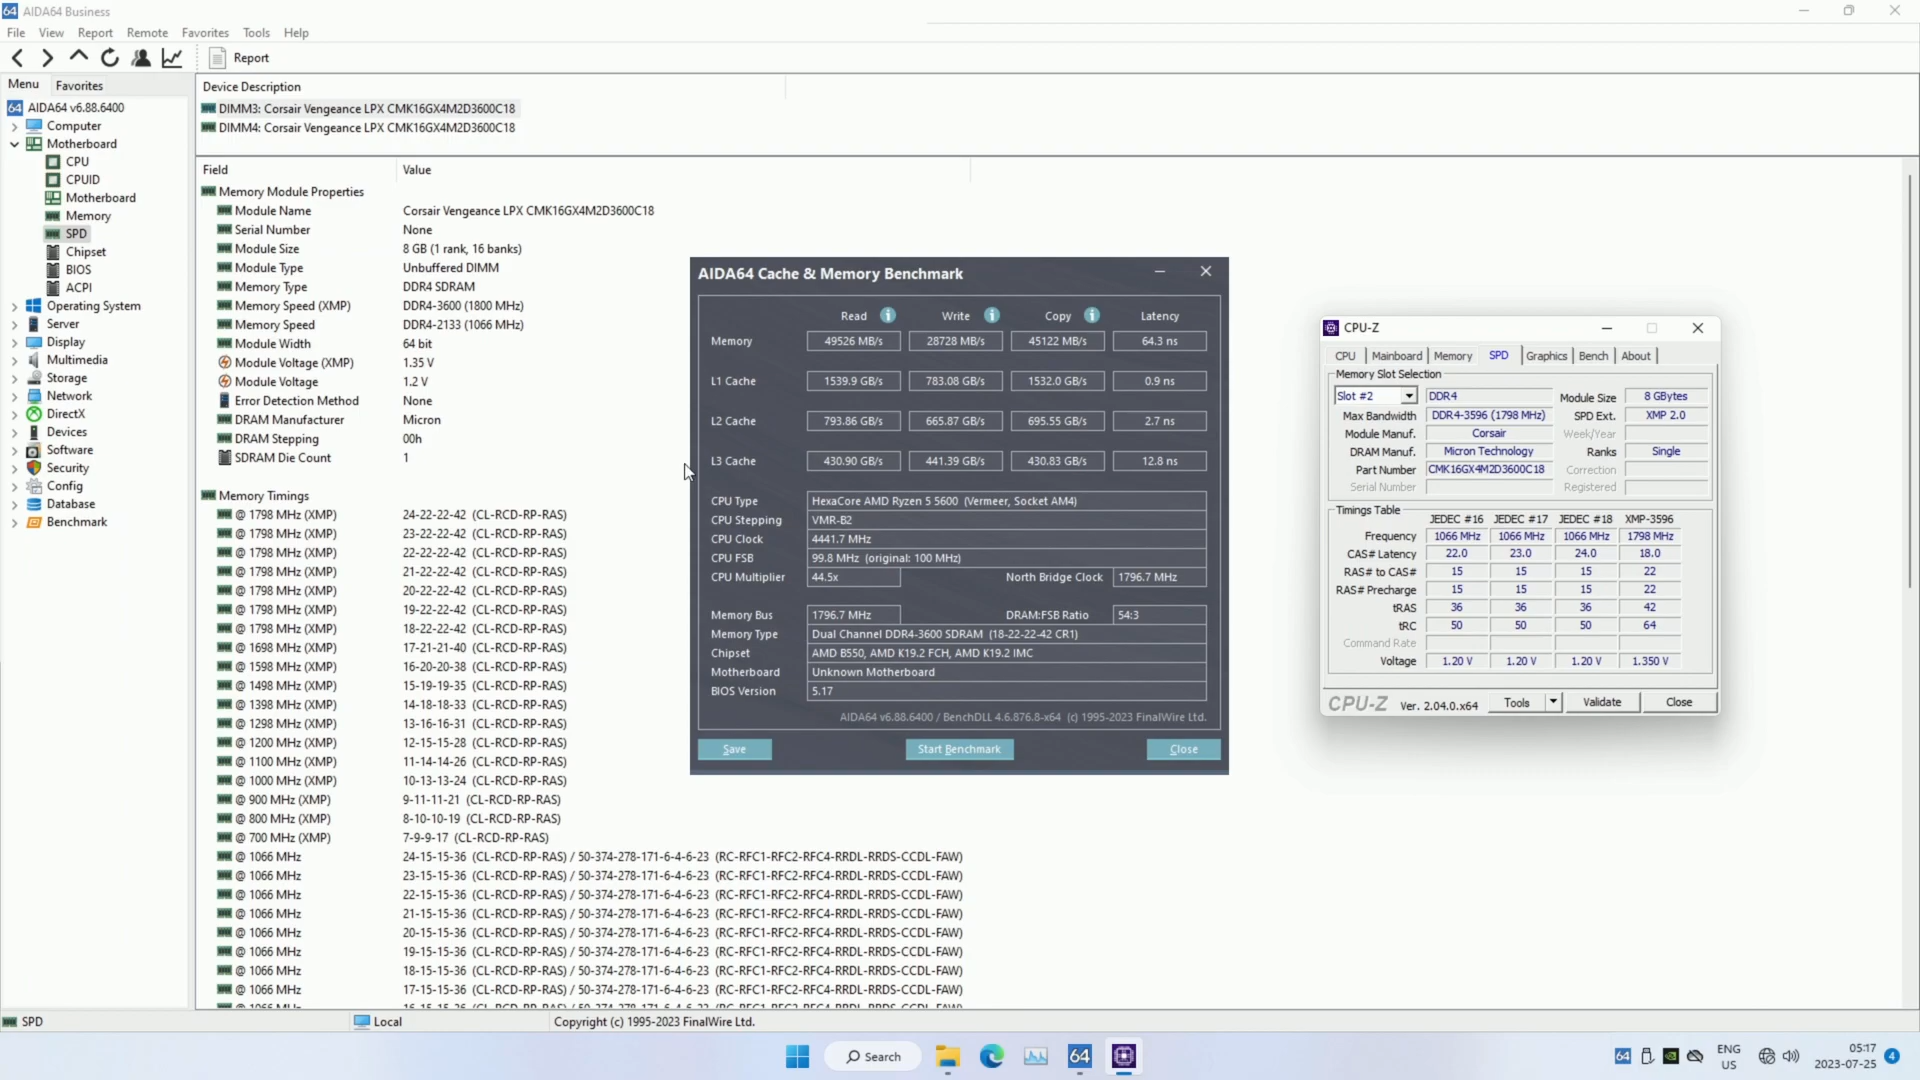 AIDA64 Business
File View Report Remote Favorites Tools Help
Report
Menu Favorites
AIDA64 v6.88.6400
Computer
Motherboard
CPU
CPUID
Motherboard
Memory
SPD
Chipset
BIOS
ACPI
Operating System
Server
Display
Multimedia
Storage
Network
DirectX
Devices
Software
Security
Config
Database
Benchmark
Device Description
DIMM3: Corsair Vengeance LPX CMK16GX4M2D3600C18
DIMM4: Corsair Vengeance LPX CMK16GX4M2D3600C18
Field Value
Memory Module Properties
Module Name Corsair Vengeance LPX CMK16GX4M2D3600C18
Serial Number None
Module Size 8 GB (1 rank, 16 banks)
Module Type Unbuffered DIMM
Memory Type DDR4 SDRAM
Memory Speed (XMP) DDR4-3600 (1800 MHz)
Memory Speed DDR4-2133 (1066 MHz)
Module Width 64 bit
Module Voltage (XMP) 1.35 V
Module Voltage 1.2 V
Error Detection Method None
DRAM Manufacturer Micron
DRAM Stepping 00h
SDRAM Die Count 1
Memory Timings
@ 1798 MHz (XMP) 24-22-22-42 (CL-RCD-RP-RAS)
@ 1798 MHz (XMP) 23-22-22-42 (CL-RCD-RP-RAS)
@ 1798 MHz (XMP) 22-22-22-42 (CL-RCD-RP-RAS)
@ 1798 MHz (XMP) 21-22-22-42 (CL-RCD-RP-RAS)
@ 1798 MHz (XMP) 20-22-22-42 (CL-RCD-RP-RAS)
@ 1798 MHz (XMP) 19-22-22-42 (CL-RCD-RP-RAS)
@ 1798 MHz (XMP) 18-22-22-42 (CL-RCD-RP-RAS)
@ 1698 MHz (XMP) 17-21-21-40 (CL-RCD-RP-RAS)
@ 1598 MHz (XMP) 16-20-20-38 (CL-RCD-RP-RAS)
@ 1498 MHz (XMP) 15-19-19-35 (CL-RCD-RP-RAS)
@ 1398 MHz (XMP) 14-18-18-33 (CL-RCD-RP-RAS)
@ 1298 MHz (XMP) 13-16-16-31 (CL-RCD-RP-RAS)
@ 1200 MHz (XMP) 12-15-15-28 (CL-RCD-RP-RAS)
@ 1100 MHz (XMP) 11-14-14-26 (CL-RCD-RP-RAS)
@ 1000 MHz (XMP) 10-13-13-24 (CL-RCD-RP-RAS)
@ 900 MHz (XMP) 9-11-11-21 (CL-RCD-RP-RAS)
@ 800 MHz (XMP) 8-10-10-19 (CL-RCD-RP-RAS)
@ 700 MHz (XMP) 7-9-9-17 (CL-RCD-RP-RAS)
@ 1066 MHz 24-15-15-36 (CL-RCD-RP-RAS) / 50-374-278-171-6-4-6-23 (RC-RFC1-RFC2-RFC4-RRDL-RRDS-CCDL-FAW)
@ 1066 MHz 23-15-15-36 (CL-RCD-RP-RAS) / 50-374-278-171-6-4-6-23 (RC-RFC1-RFC2-RFC4-RRDL-RRDS-CCDL-FAW)
@ 1066 MHz 22-15-15-36 (CL-RCD-RP-RAS) / 50-374-278-171-6-4-6-23 (RC-RFC1-RFC2-RFC4-RRDL-RRDS-CCDL-FAW)
@ 1066 MHz 21-15-15-36 (CL-RCD-RP-RAS) / 50-374-278-171-6-4-6-23 (RC-RFC1-RFC2-RFC4-RRDL-RRDS-CCDL-FAW)
@ 1066 MHz 20-15-15-36 (CL-RCD-RP-RAS) / 50-374-278-171-6-4-6-23 (RC-RFC1-RFC2-RFC4-RRDL-RRDS-CCDL-FAW)
@ 1066 MHz 19-15-15-36 (CL-RCD-RP-RAS) / 50-374-278-171-6-4-6-23 (RC-RFC1-RFC2-RFC4-RRDL-RRDS-CCDL-FAW)
@ 1066 MHz 18-15-15-36 (CL-RCD-RP-RAS) / 50-374-278-171-6-4-6-23 (RC-RFC1-RFC2-RFC4-RRDL-RRDS-CCDL-FAW)
@ 1066 MHz 17-15-15-36 (CL-RCD-RP-RAS) / 50-374-278-171-6-4-6-23 (RC-RFC1-RFC2-RFC4-RRDL-RRDS-CCDL-FAW)
AIDA64 Cache & Memory Benchmark
Read Write Copy Latency
Memory 49526 MB/s 28728 MB/s 45122 MB/s 64.3 ns
L1 Cache 1539.9 GB/s 783.08 GB/s 1532.0 GB/s 0.9 ns
L2 Cache 793.86 GB/s 665.87 GB/s 695.55 GB/s 2.7 ns
L3 Cache 430.90 GB/s 441.39 GB/s 430.83 GB/s 12.8 ns
CPU Type HexaCore AMD Ryzen 5 5600 (Vermeer, Socket AM4)
CPU Stepping VMR-B2
CPU Clock 4441.7 MHz
CPU FSB 99.8 MHz (original: 100 MHz)
CPU Multiplier 44.5x North Bridge Clock 1796.7 MHz
Memory Bus 1796.7 MHz DRAM:FSB Ratio 54:3
Memory Type Dual Channel DDR4-3600 SDRAM (18-22-22-42 CR1)
Chipset AMD B550, AMD K19.2 FCH, AMD K19.2 IMC
Motherboard Unknown Motherboard
BIOS Version 5.17
AIDA64 v6.88.6400 / BenchDLL 4.6.876.8-x64 (c) 1995-2023 FinalWire Ltd.
Save Start Benchmark Close
CPU-Z
CPU Mainboard Memory SPD Graphics Bench About
Memory Slot Selection
Slot #2 DDR4 Module Size 8 GBytes
Max Bandwidth DDR4-3596 (1798 MHz) SPD Ext. XMP 2.0
Module Manuf. Corsair Week/Year
DRAM Manuf. Micron Technology Ranks Single
Part Number CMK16GX4M2D3600C18 Correction
Serial Number Registered
Timings Table
JEDEC #16 JEDEC #17 JEDEC #18 XMP-3596
Frequency 1066 MHz 1066 MHz 1066 MHz 1798 MHz
CAS# Latency 22.0 23.0 24.0 18.0
RAS# to CAS# 15 15 15 22
RAS# Precharge 15 15 15 22
tRAS 36 36 36 42
tRC 50 50 50 64
Command Rate
Voltage 1.20 V 1.20 V 1.20 V 1.350 V
CPU-Z Ver. 2.04.0.x64 Tools Validate Close
SPD Local Copyright (c) 1995-2023 FinalWire Ltd.
Search
64
64
ENG
US
05:17
2023-07-25
4